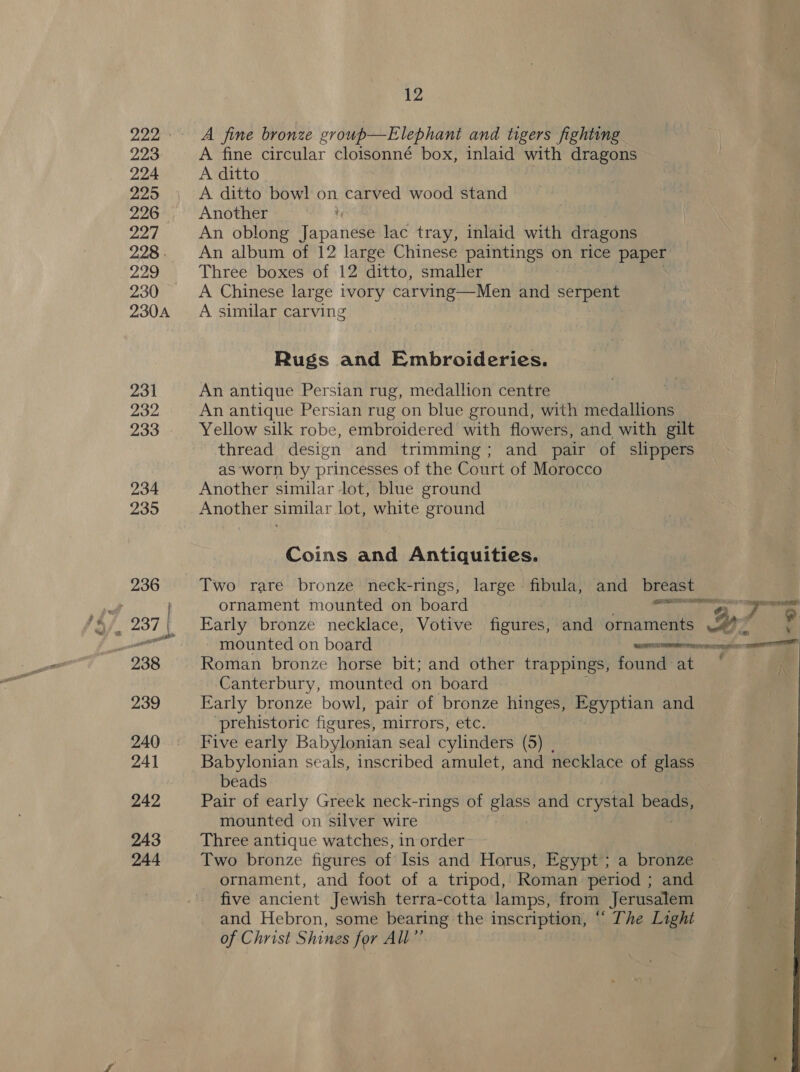 12
222 A fine bronze group—Elephant and tigers fighting
223 A fine circular cloisonné box, inlaid with dragons
224 A ditto
225 A ditto bowl on carved wood stand
226 Another
227 An oblong Japanese lac tray, inlaid with dragons
228 An album of 12 large Chinese paintings on rice paper
229 Three boxes of 12 ditto, smaller
230 A Chinese large ivory carving—Men and serpent
230A A similar carving
Rugs and Embroideries.
231 An antique Persian rug, medallion centre
232 An antique Persian rug on blue ground, with medallions
233 Yellow silk robe, embroidered with flowers, and with gilt
thread design and trimming; and pair of slippers
as worn by princesses of the Court of Morocco
234 Another similar lot, blue ground
235 Another similar lot, white ground
Coins and Antiquities.
236 Two rare bronze neck-rings, large fibula, and breast
ornament mounted on board
237 Early bronze necklace, Votive figures, and ornaments
mounted on board
238 Roman bronze horse bit; and other trappings, found at
Canterbury, mounted on board
239 Early bronze bowl, pair of bronze hinges, Egyptian and
prehistoric figures, mirrors, etc.
240 Five early Babylonian seal cylinders (5)
241 Babylonian seals, inscribed amulet, and necklace of glass
beads
242 Pair of early Greek neck-rings of glass and crystal beads,
mounted on silver wire
243 Three antique watches, in order
244 Two bronze figures of Isis and Horus, Egypt; a bronze
ornament, and foot of a tripod, Roman period; and
five ancient Jewish terra-cotta lamps, from Jerusalem
and Hebron, some bearing the inscription, "The Light
of Christ Shines for All"